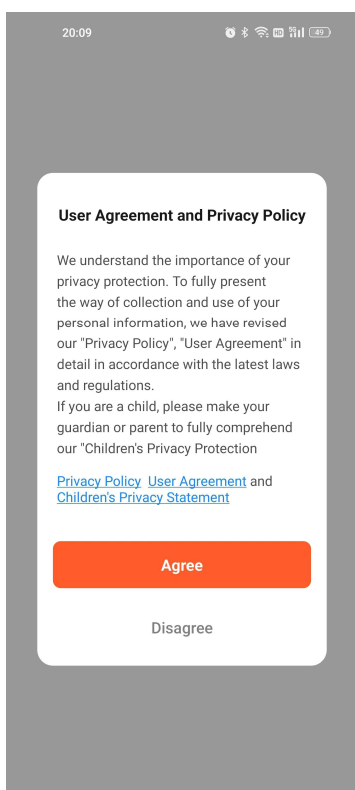 20:09
HD 5G 49
User Agreement and Privacy Policy
We understand the importance of your
privacy protection. To fully present
the way of collection and use of your
personal information, we have revised
our "Privacy Policy", "User Agreement" in
detail in accordance with the latest laws
and regulations.
If you are a child, please make your
guardian or parent to fully comprehend
our "Children's Privacy Protection
Privacy Policy User Agreement and
Children's Privacy Statement
Agree
Disagree